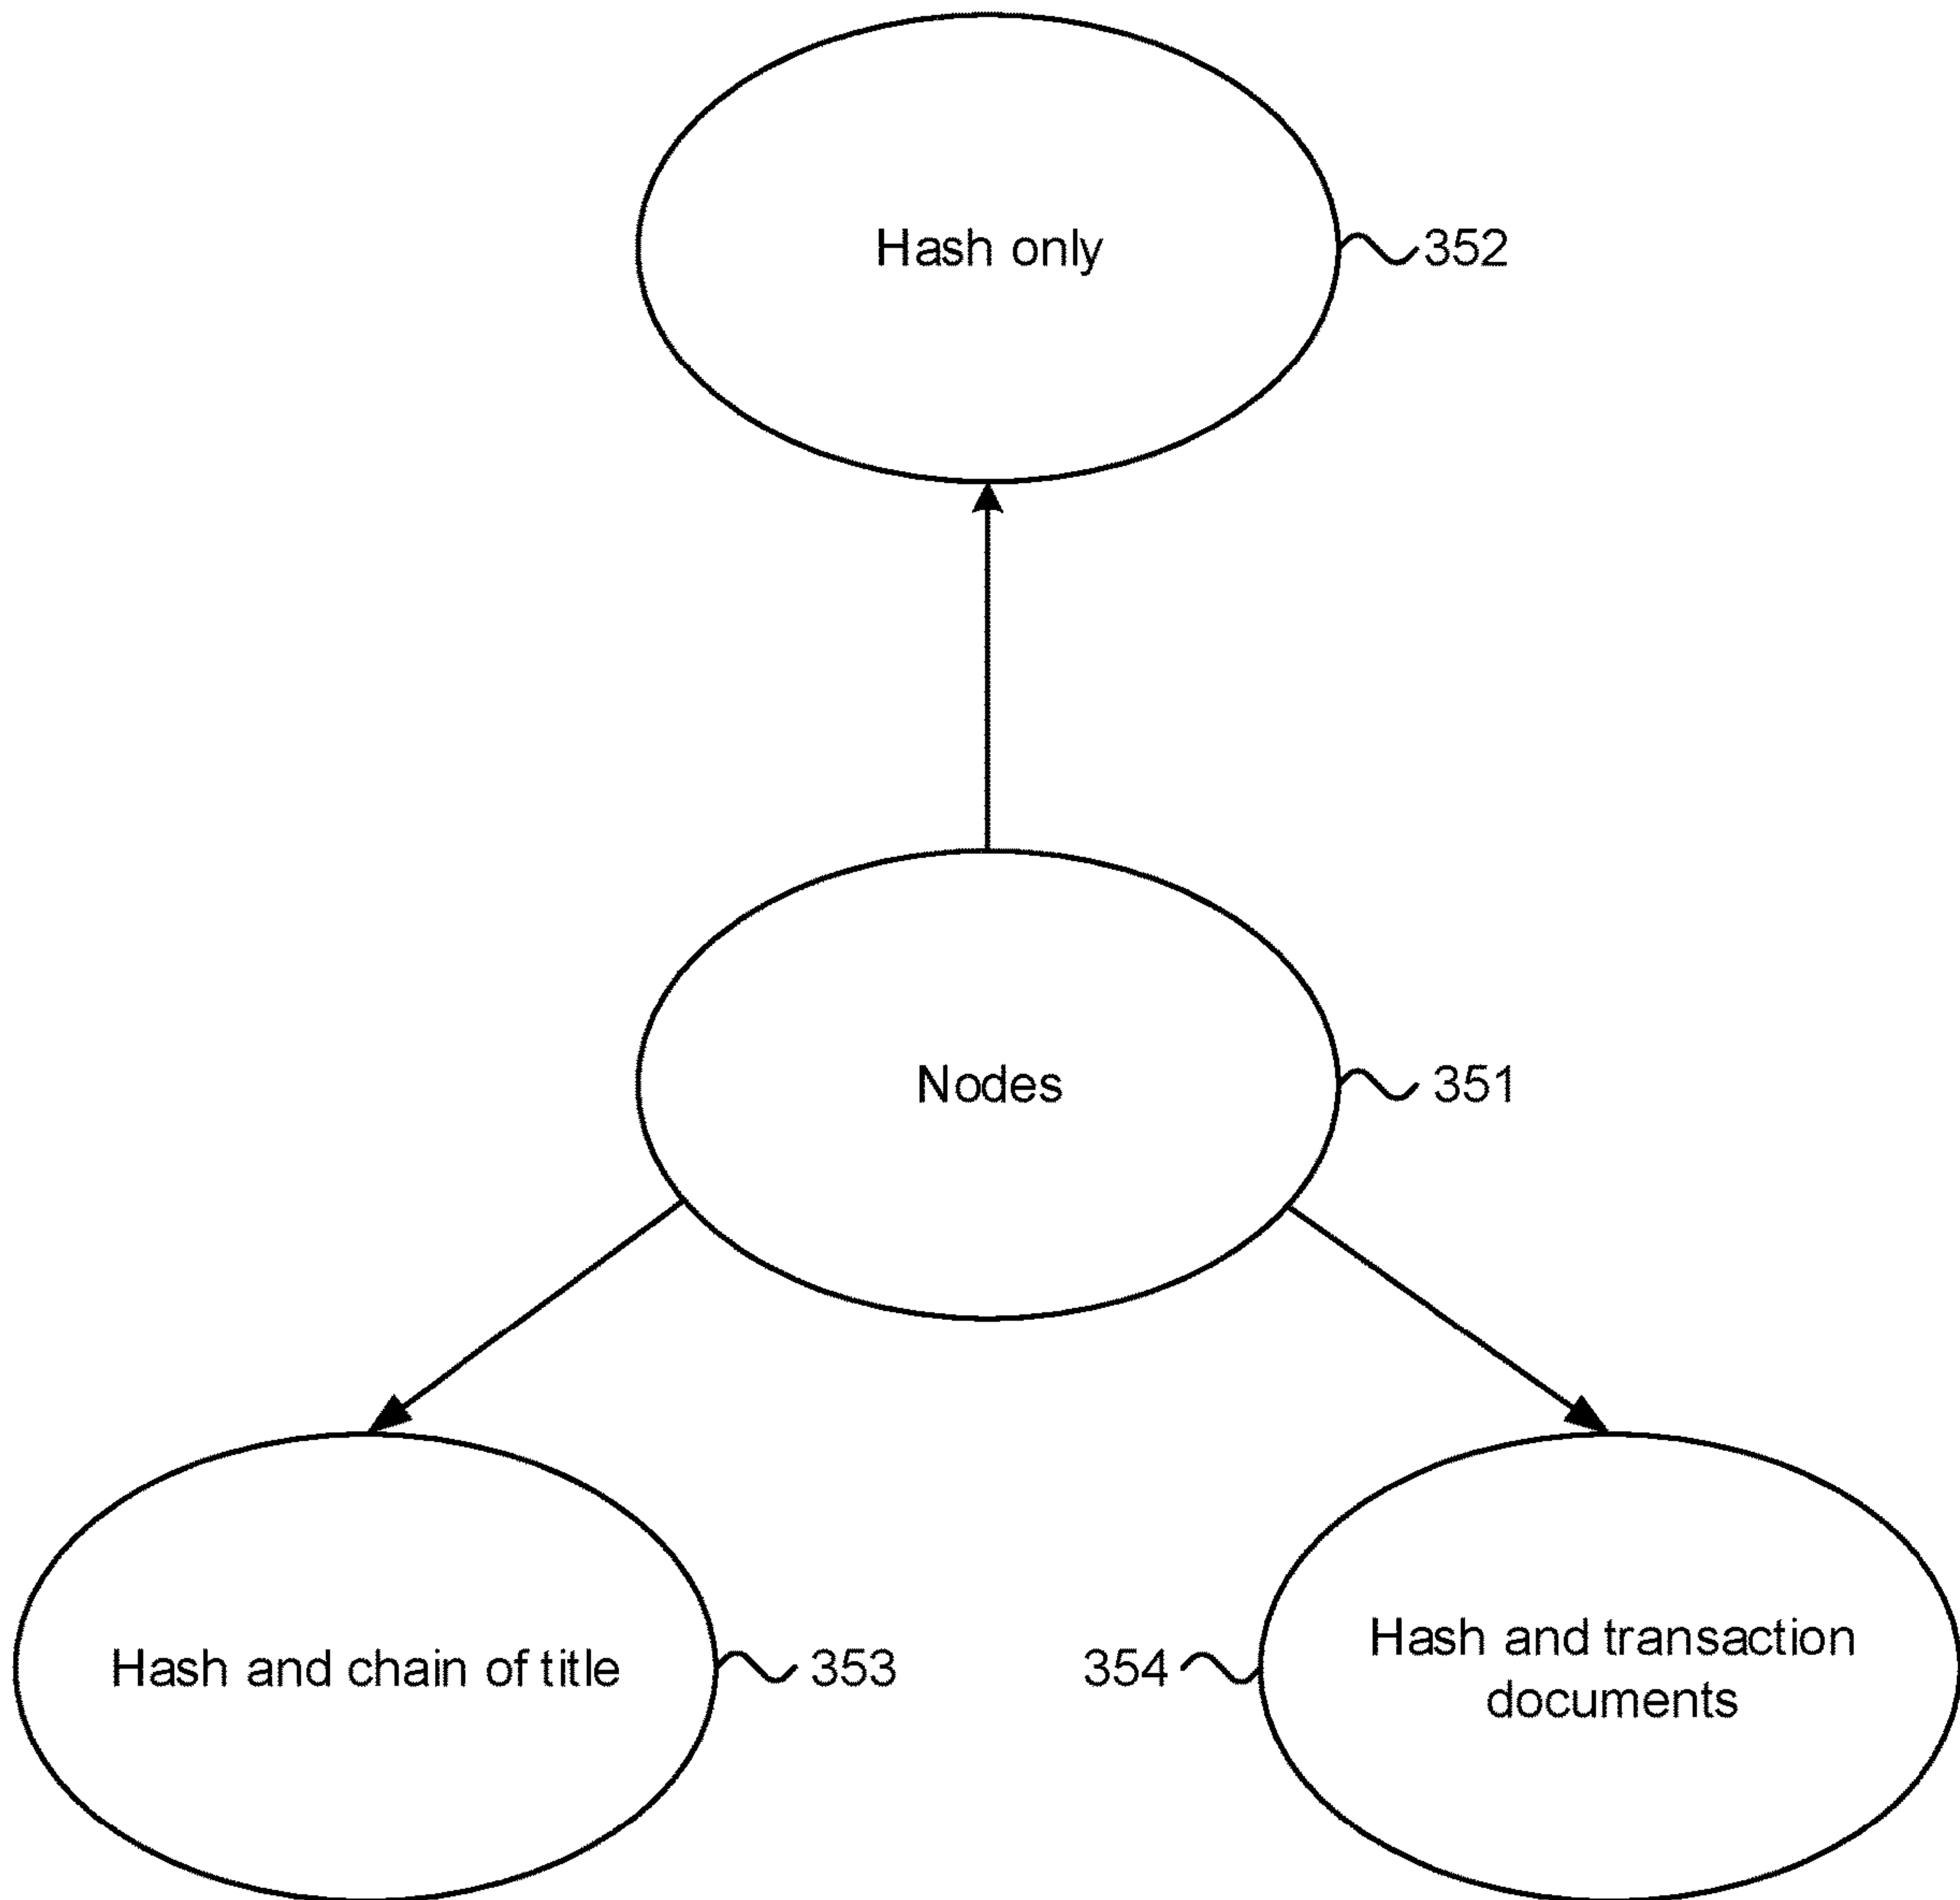 Hash only
352
Nodes
351
Hash and chain of title
353
354
Hash and transaction
documents